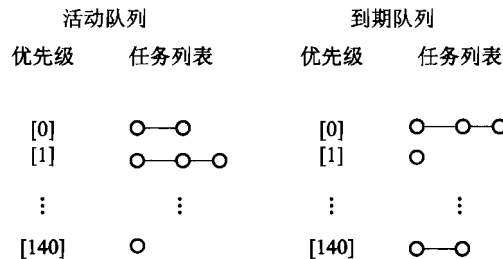 活动队列 到期队列
优先级 任务列表 优先级 任务列表
[0] [0]
[1] [1]
⋮ ⋮ ⋮ ⋮
[140] [140]